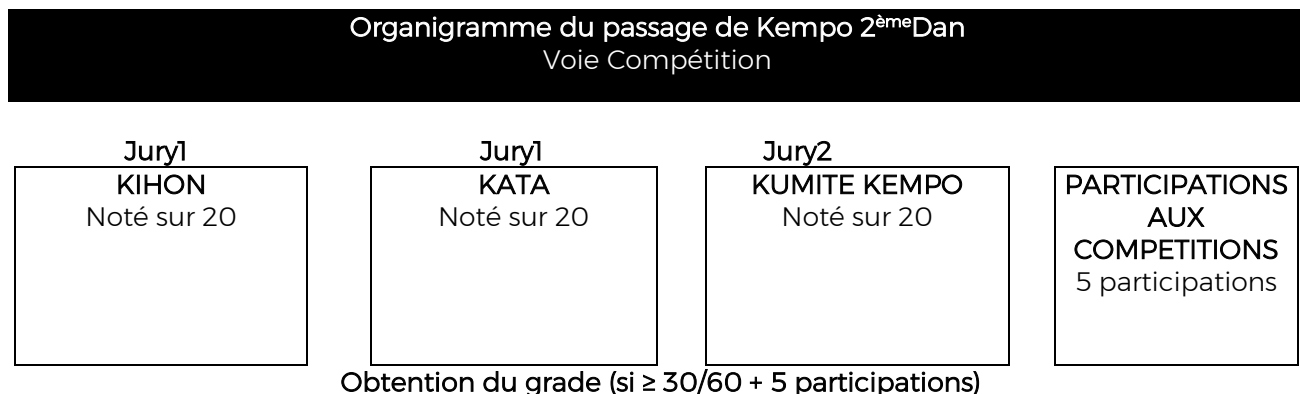 Organigramme du passage de Kempo 2èmeDan
Voie Compétition
Jury1
KIHON
Noté sur 20
Jury1
KATA
Noté sur 20
Jury2
KUMITE KEMPO
Noté sur 20
PARTICIPATIONS
AUX
COMPETITIONS
5 participations
Obtention du grade (si ≥ 30/60 + 5 participations)